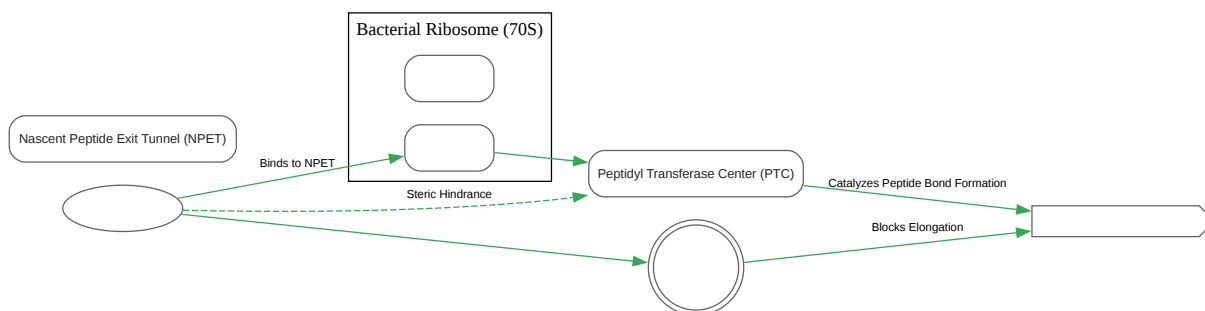 Bacterial Ribosome (70S)
Nascent Peptide Exit Tunnel (NPET)
Binds to NPET
Steric Hindrance
Peptidyl Transferase Center (PTC)
Catalyzes Peptide Bond Formation
Blocks Elongation